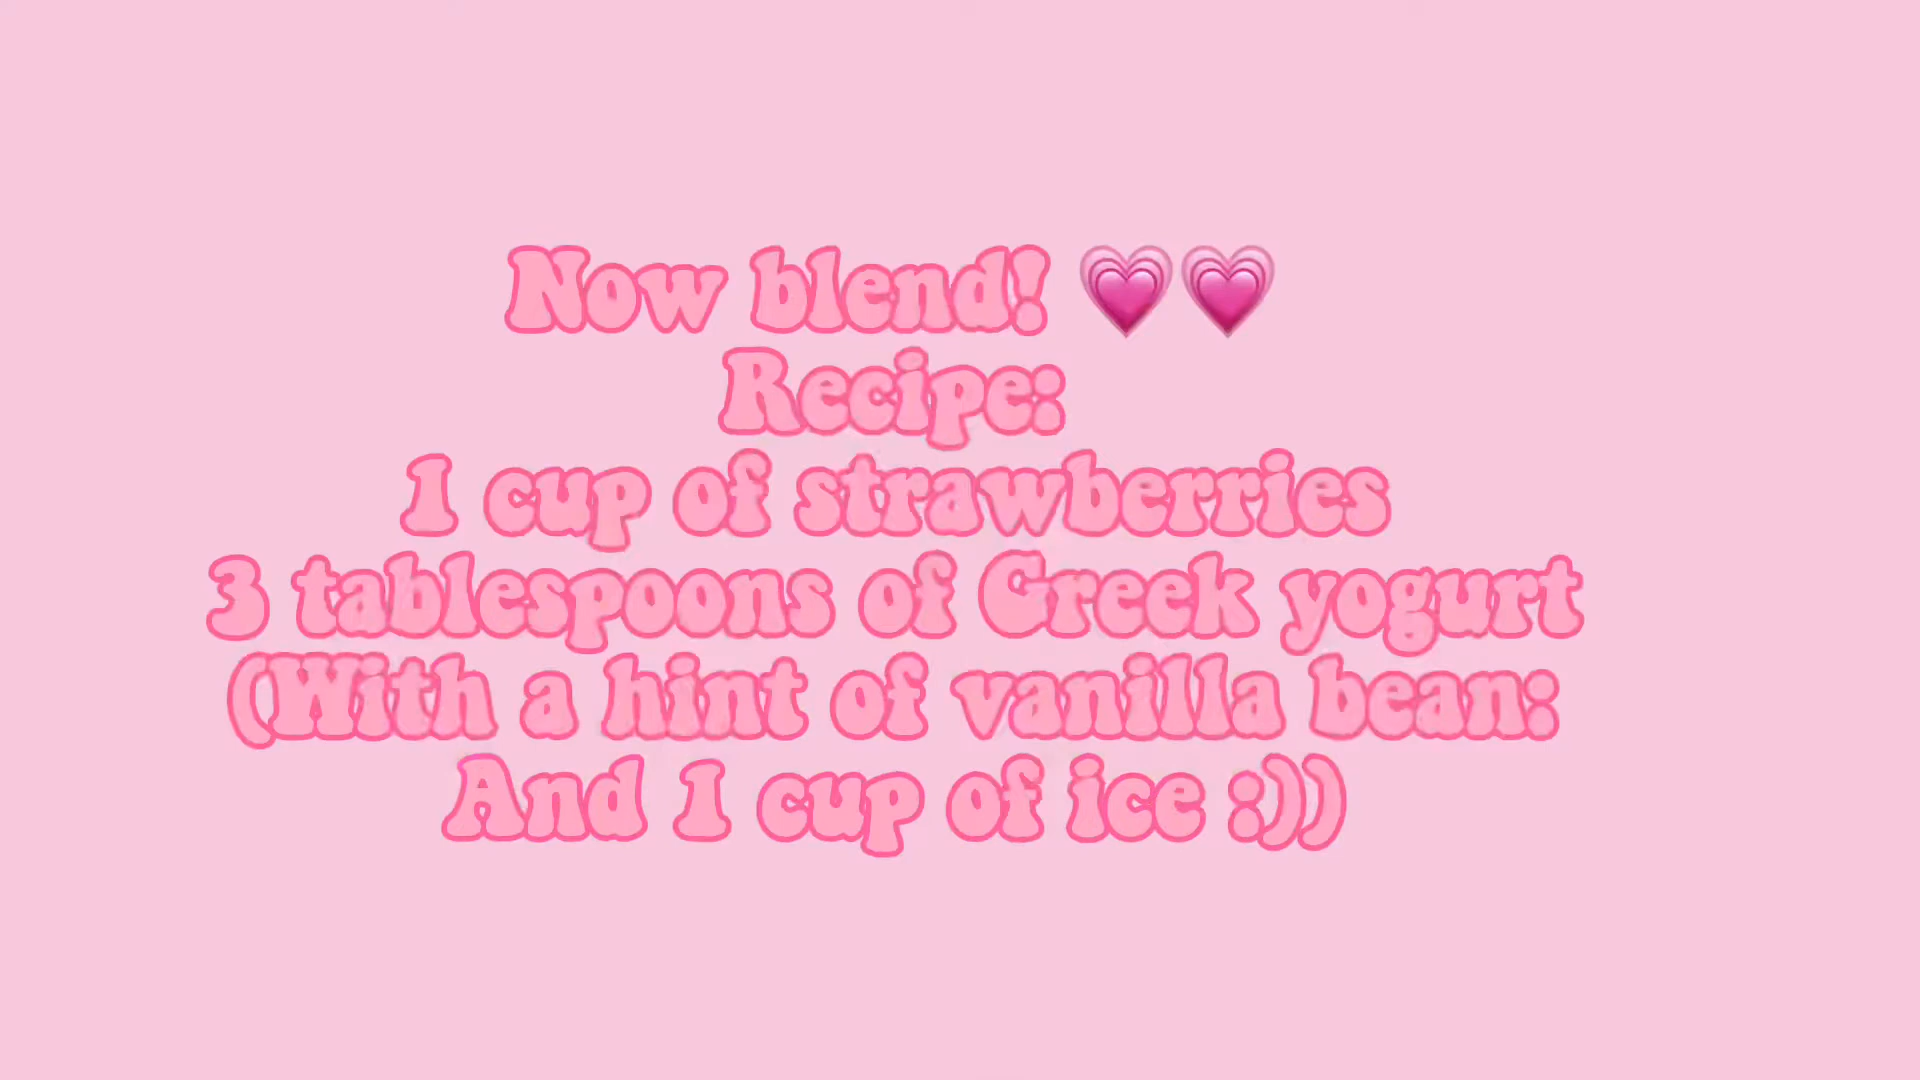 Now blend! 💗💗
Recipe:
1 cup of strawberries
3 tablespoons of Greek yogurt
(With a hint of vanilla bean:
And 1 cup of ice :))